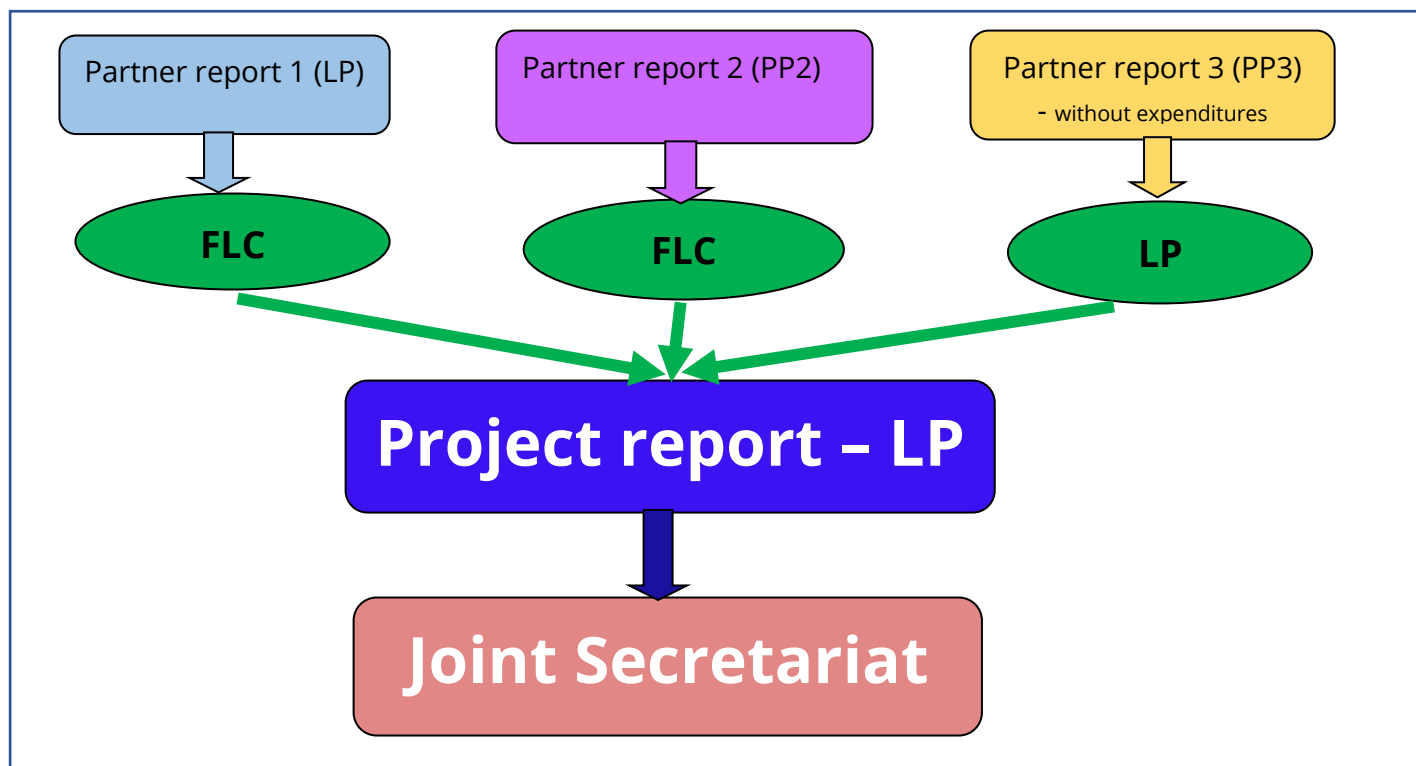 Partner report 1 (LP)
Partner report 2 (PP2)
Partner report 3 (PP3)
- without expenditures
FLC
FLC
LP
Project report – LP
Joint Secretariat